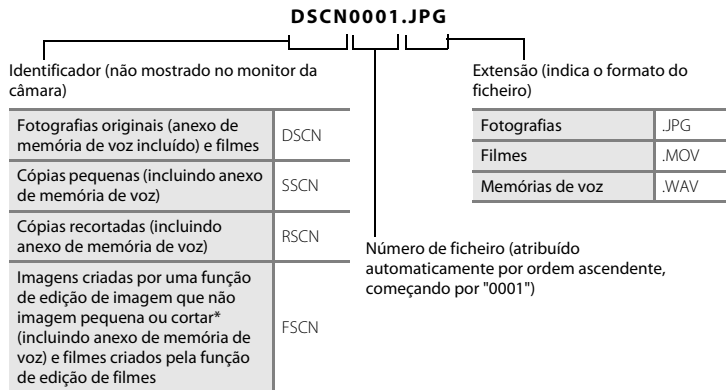 DSCN0001.JPG
Identificador (não mostrado no monitor da
câmara)
Fotografias originais (anexo de
memória de voz incluído) e filmes
DSCN
Cópias pequenas (incluindo anexo
de memória de voz)
SSCN
Cópias recortadas (incluindo
anexo de memória de voz)
RSCN
Imagens criadas por uma função
de edição de imagem que não
imagem pequena ou cortar*
(incluindo anexo de memória de
voz) e filmes criados pela função
de edição de filmes
FSCN
Número de ficheiro (atribuído
automaticamente por ordem ascendente,
começando por "0001")
Extensão (indica o formato do
ficheiro)
Fotografias
.JPG
Filmes
.MOV
Memórias de voz
.WAV